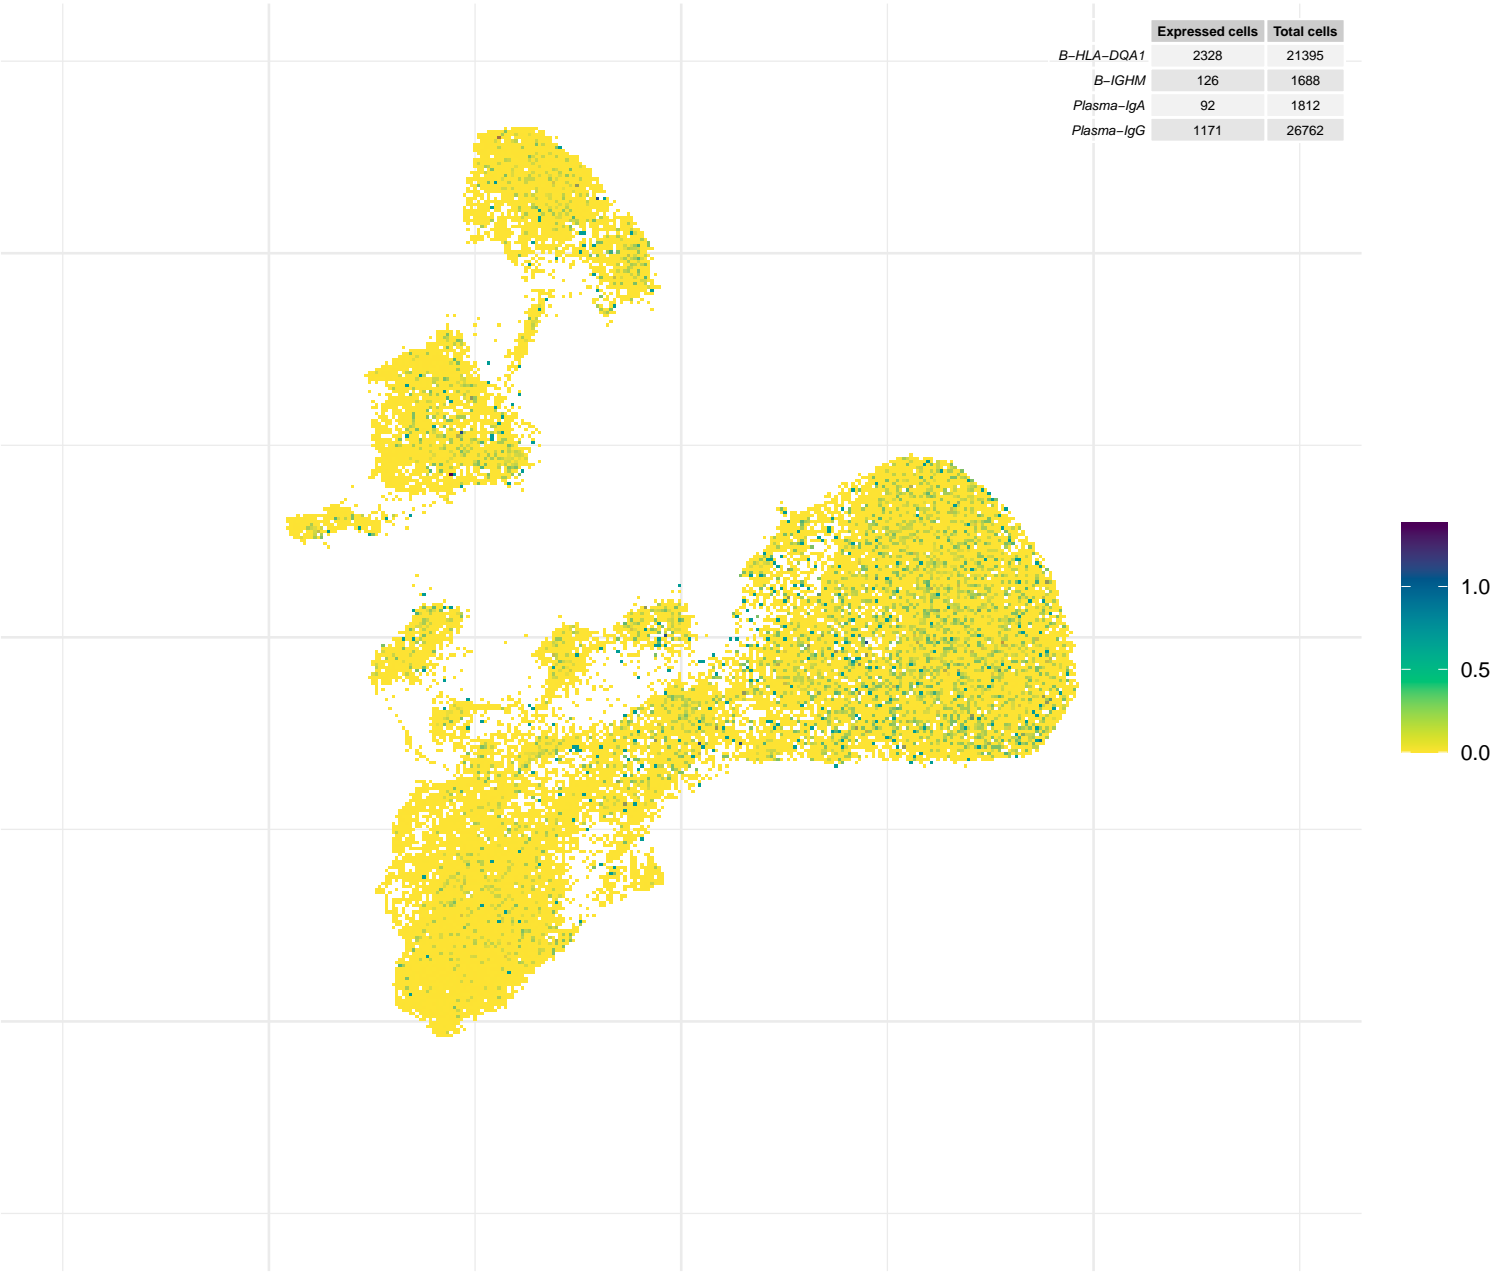 Expressed cells Total cells
B−HLA−DQA1 2328 21395
B−IGHM 126 1688
Plasma−IgA 92 1812
Plasma−IgG 1171 26762
1.0
0.5
0.0